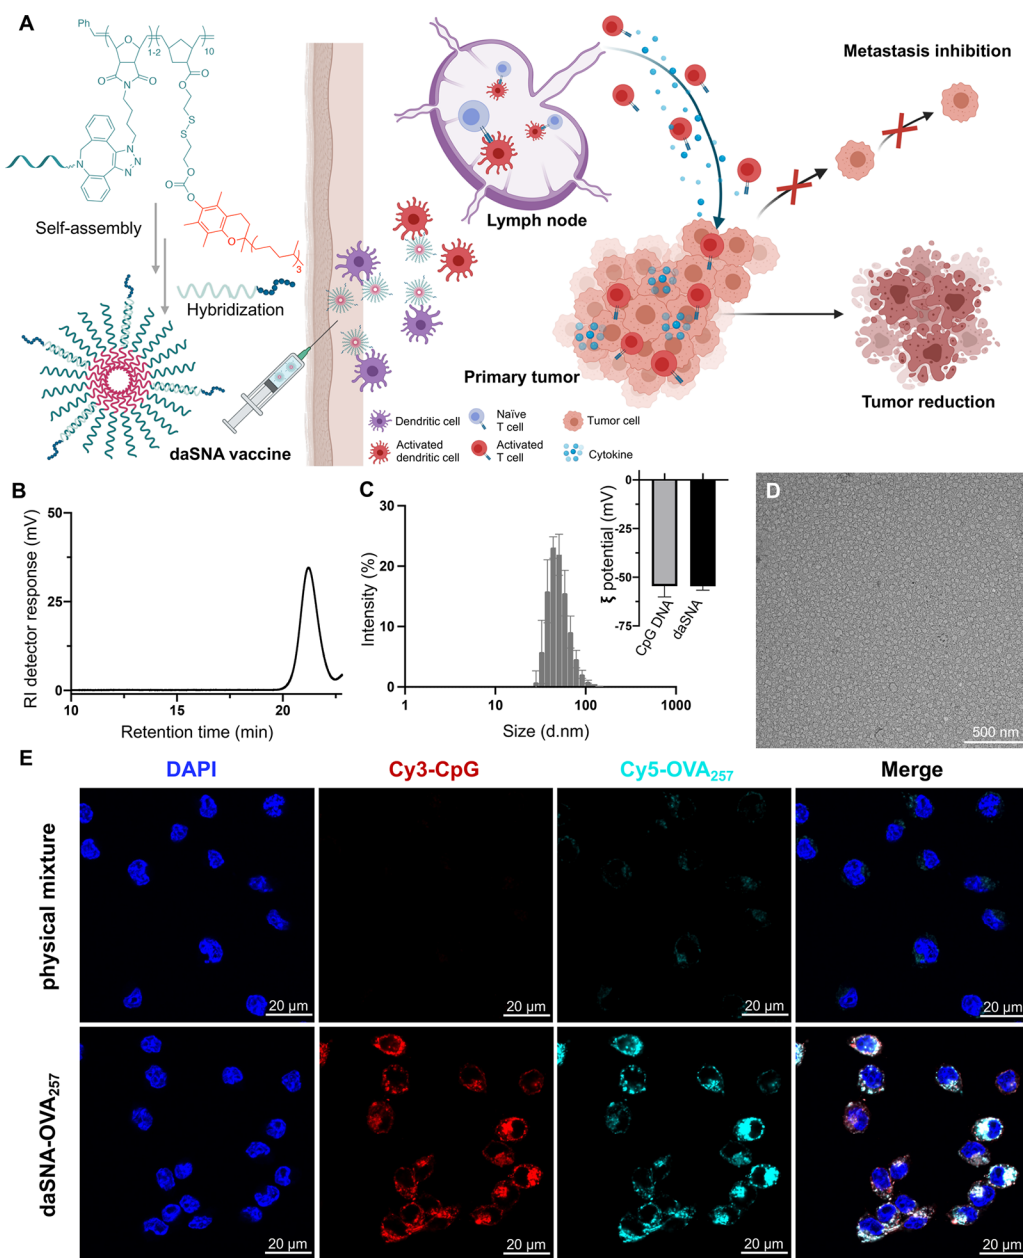 A
Ph
O
1-2
10
O
N
O
O
O
S
S
N
N
N
N
O
O
O
O
3
Self-assembly
Hybridization
daSNA vaccine
Lymph node
Metastasis inhibition
Primary tumor
Tumor reduction
Dendritic cell
Naïve
T cell
Tumor cell
Activated
dendritic cell
Activated
T cell
Cytokine
B
RI detector response (mV)
50
25
0
10
15
20
Retention time (min)
C
Intensity (%)
30
20
10
0
1
10
100
1000
Size (d.nm)
ξ potential (mV)
0
-25
-50
-75
CpG DNA
daSNA
D
500 nm
E
DAPI
Cy3-CpG
Cy5-OVA257
Merge
physical mixture
20 µm
20 µm
20 µm
20 µm
daSNA-OVA257
20 µm
20 µm
20 µm
20 µm